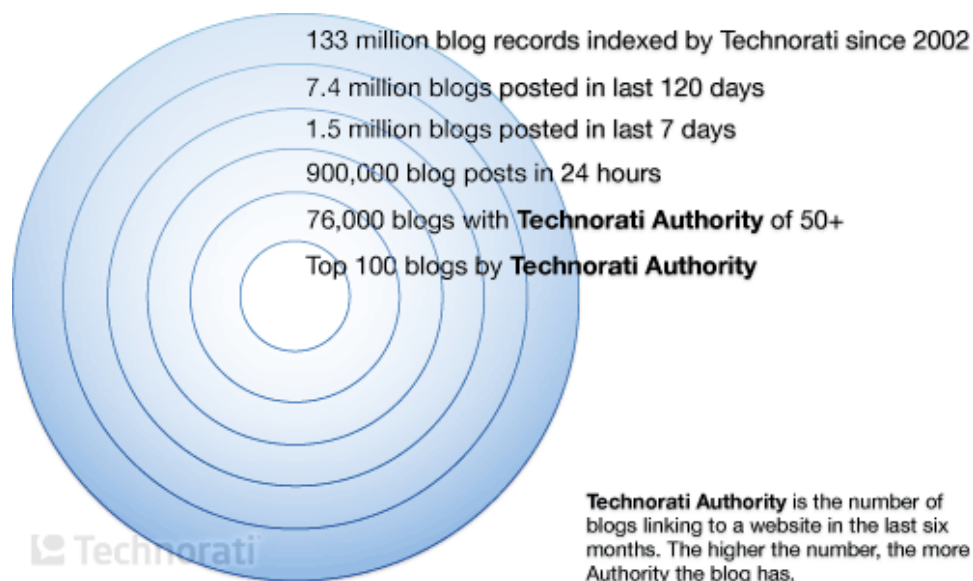 133 million blog records indexed by Technorati since 2002
7.4 million blogs posted in last 120 days
1.5 million blogs posted in last 7 days
900,000 blog posts in 24 hours
76,000 blogs with Technorati Authority of 50+
Top 100 blogs by Technorati Authority
Technorati Authority is the number of
blogs linking to a website in the last six
months. The higher the number, the more
Authority the blog has.
Technorati